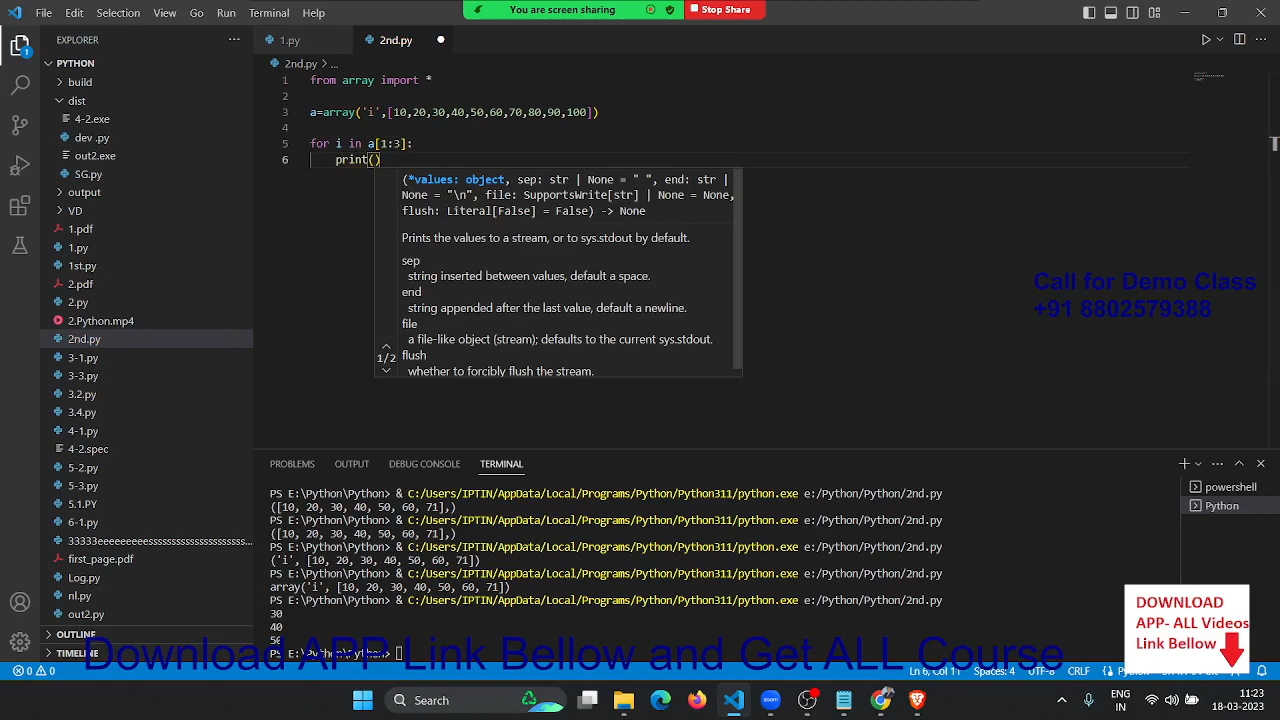 File Edit Selection View Go Run Terminal Help
You are screen sharing
Stop Share
EXPLORER
1.py
2nd.py
PYTHON
build
dist
4-2.exe
dev .py
out2.exe
SG.py
output
VD
1.pdf
1.py
1st.py
2.pdf
2.py
2.Python.mp4
2nd.py
3-1.py
3-3.py
3.2.py
3.4.py
4-1.py
4-2.spec
5-2.py
5-3.py
5.1.PY
6-1.py
33333eeeeeeeesssssssssssssssssssss...
first_page.pdf
Log.py
nl.py
out2.py
OUTLINE
TIMELINE
2nd.py > ...
1 from array import *
2
3 a=array('i',[10,20,30,40,50,60,70,80,90,100])
4
5 for i in a[1:3]:
6 print()
(*values: object, sep: str | None = " ", end: str |
None = "\n", file: SupportsWrite[str] | None = None,
flush: Literal[False] = False) -> None
Prints the values to a stream, or to sys.stdout by default.
sep
string inserted between values, default a space.
end
string appended after the last value, default a newline.
file
a file-like object (stream); defaults to the current sys.stdout.
flush
whether to forcibly flush the stream.
1/2
Call for Demo Class
+91 8802579388
PROBLEMS OUTPUT DEBUG CONSOLE TERMINAL
PS E:\Python\Python> & C:/Users/IPTIN/AppData/Local/Programs/Python/Python311/python.exe e:/Python/Python/2nd.py
([10, 20, 30, 40, 50, 60, 71],)
PS E:\Python\Python> & C:/Users/IPTIN/AppData/Local/Programs/Python/Python311/python.exe e:/Python/Python/2nd.py
([10, 20, 30, 40, 50, 60, 71],)
PS E:\Python\Python> & C:/Users/IPTIN/AppData/Local/Programs/Python/Python311/python.exe e:/Python/Python/2nd.py
('i', [10, 20, 30, 40, 50, 60, 71])
PS E:\Python\Python> & C:/Users/IPTIN/AppData/Local/Programs/Python/Python311/python.exe e:/Python/Python/2nd.py
array('i', [10, 20, 30, 40, 50, 60, 71])
PS E:\Python\Python> & C:/Users/IPTIN/AppData/Local/Programs/Python/Python311/python.exe e:/Python/Python/2nd.py
30
40
50
PS E:\Python\Python>
powershell
Python
DOWNLOAD
APP- ALL Videos
Link Bellow
Download APP Link Bellow and Get ALL Course
0 0
Ln 6, Col 11 Spaces: 4 UTF-8 CRLF
Search
zoom
ENG
IN
11:23
18-03-2023